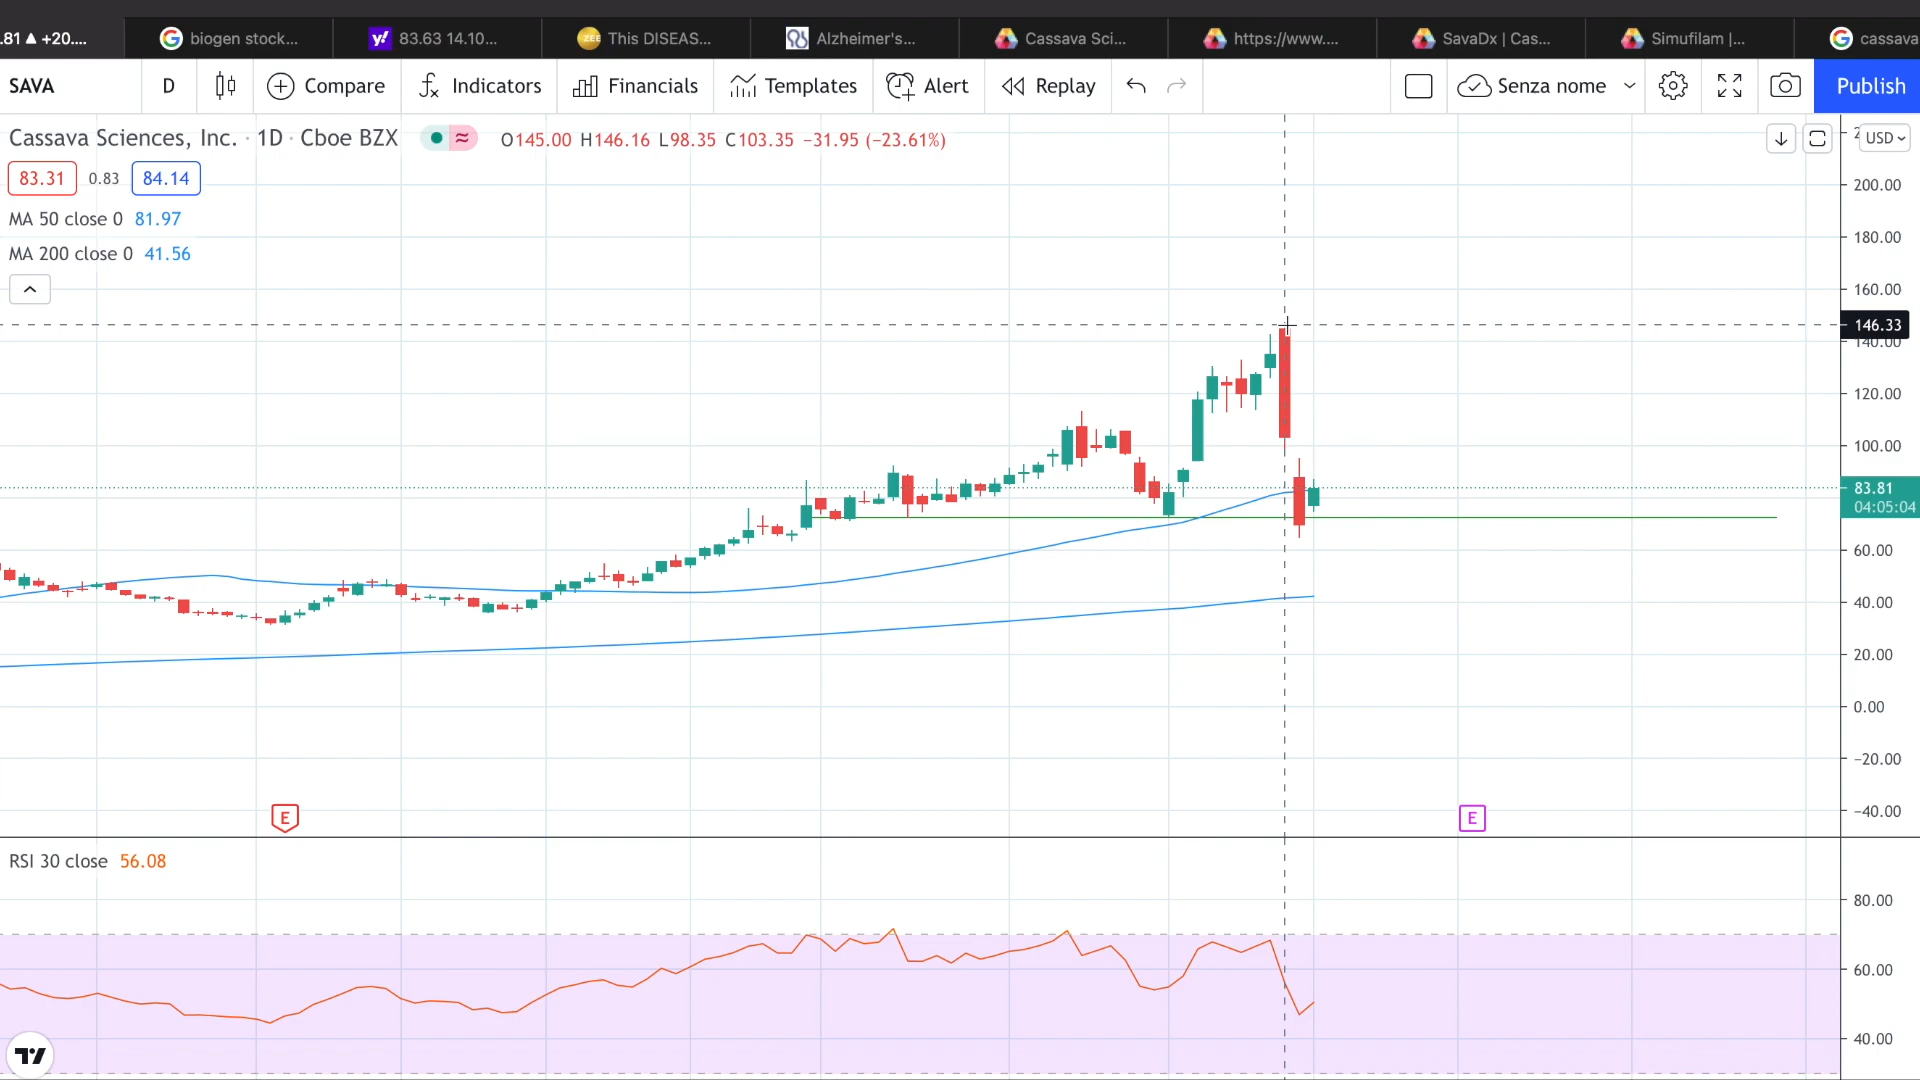 .81 ▲ +20....
biogen stock...
83.63 14.10...
This DISEAS...
Alzheimer's...
Cassava Sci...
https://www....
SavaDx | Cas...
Simufilam |...
cassava
SAVA
D
Compare
Indicators
Financials
Templates
Alert
Replay
Senza nome
Publish
Cassava Sciences, Inc. · 1D · Cboe BZX
O145.00 H146.16 L98.35 C103.35 −31.95 (−23.61%)
USD
83.31 0.83 84.14
MA 50 close 0 81.97
MA 200 close 0 41.56
200.00
180.00
160.00
146.33
140.00
120.00
100.00
83.81
04:05:04
60.00
40.00
20.00
0.00
−20.00
−40.00
E
E
RSI 30 close 56.08
80.00
60.00
40.00